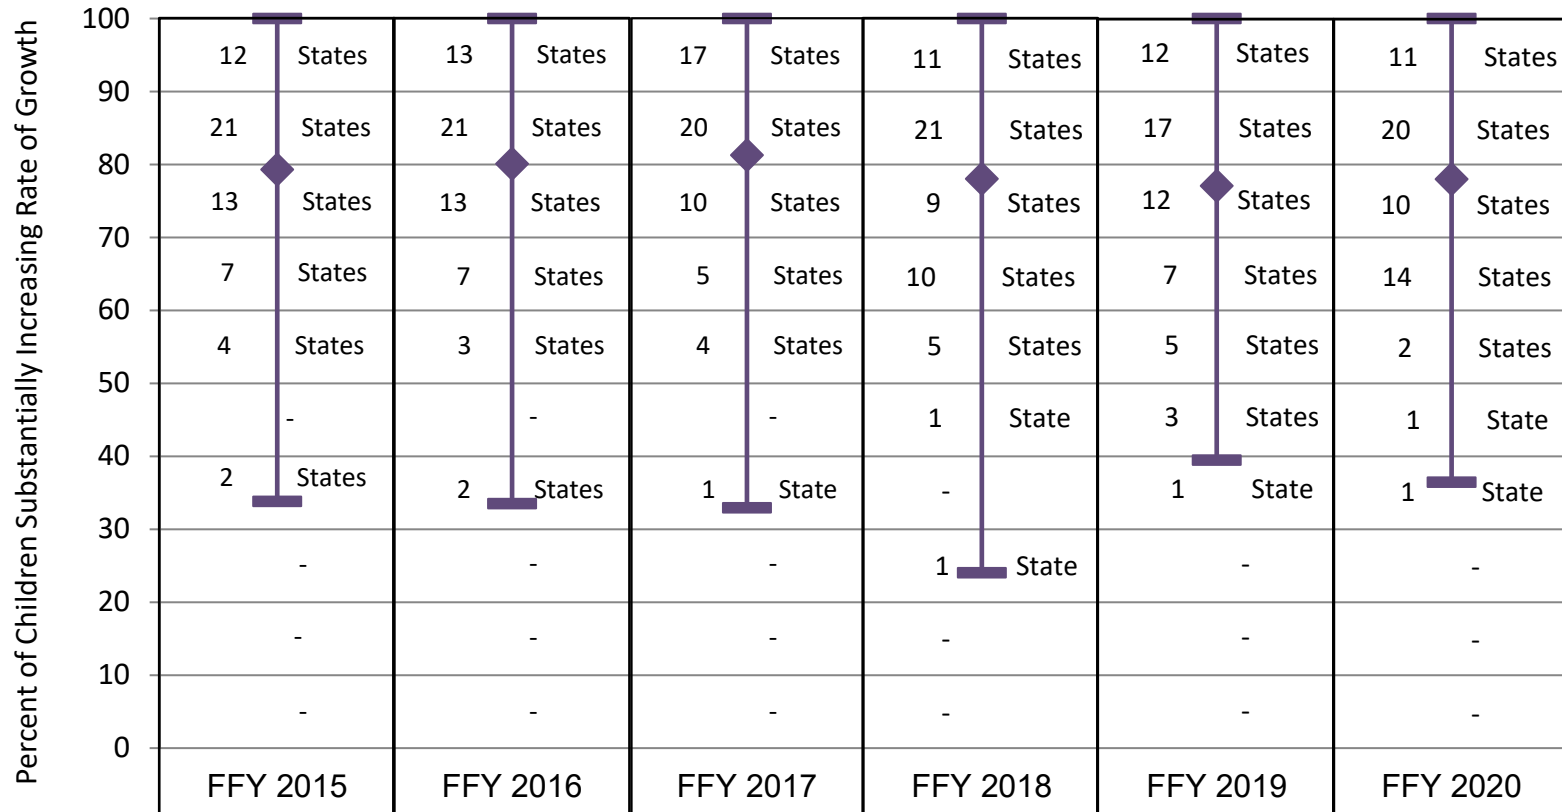 Percent of Children Substantially Increasing Rate of Growth
100
12 States 13 States 17 States 11 States 12 States 11 States
90
21 States 21 States 20 States 21 States 17 States 20 States
80
13 States 13 States 10 States 9 States 12 States 10 States
70
7 States 7 States 5 States 10 States 7 States 14 States
60
4 States 3 States 4 States 5 States 5 States 2 States
50
- - - 1 State 3 States 1 State
40
2 States 2 States 1 State - 1 State 1 State
30
- - - 1 State - -
20
- - - - - -
10
- - - - - -
0
FFY 2015 FFY 2016 FFY 2017 FFY 2018 FFY 2019 FFY 2020